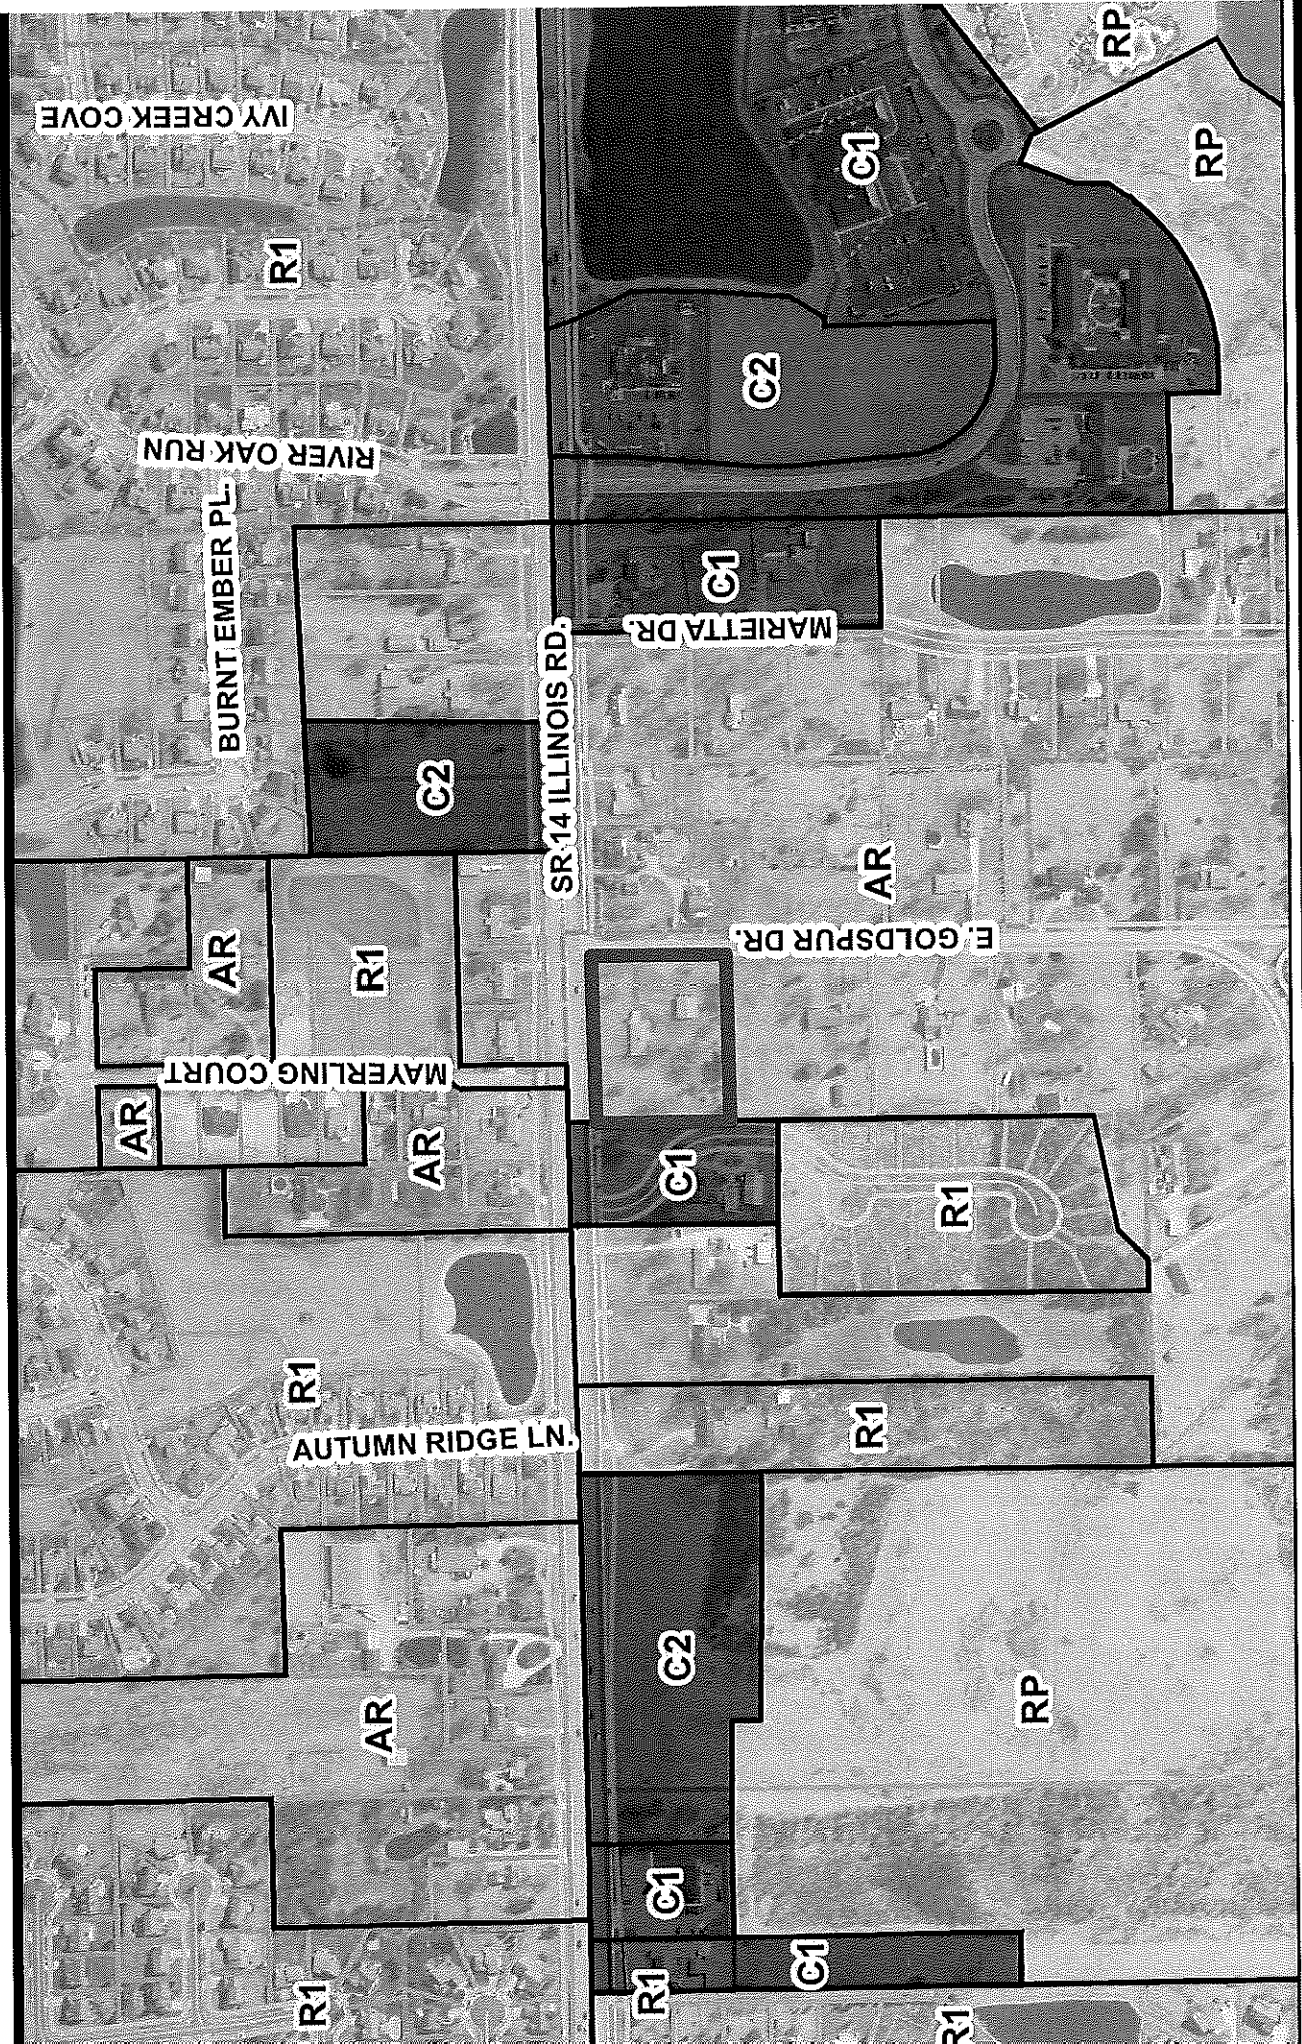 IVY CREEK COVE
RP
C1
RP
R1
C2
RIVER OAK RUN
BURNT EMBER PL.
C1
MARIETTA DR.
C2
SR 14 ILLINOIS RD.
AR
E. GOLDSPUR DR.
AR
R1
MAYERLING COURT
AR
AR
C1
R1
R1
AUTUMN RIDGE LN.
R1
C2
AR
RP
C1
C1
R1
R1
R1